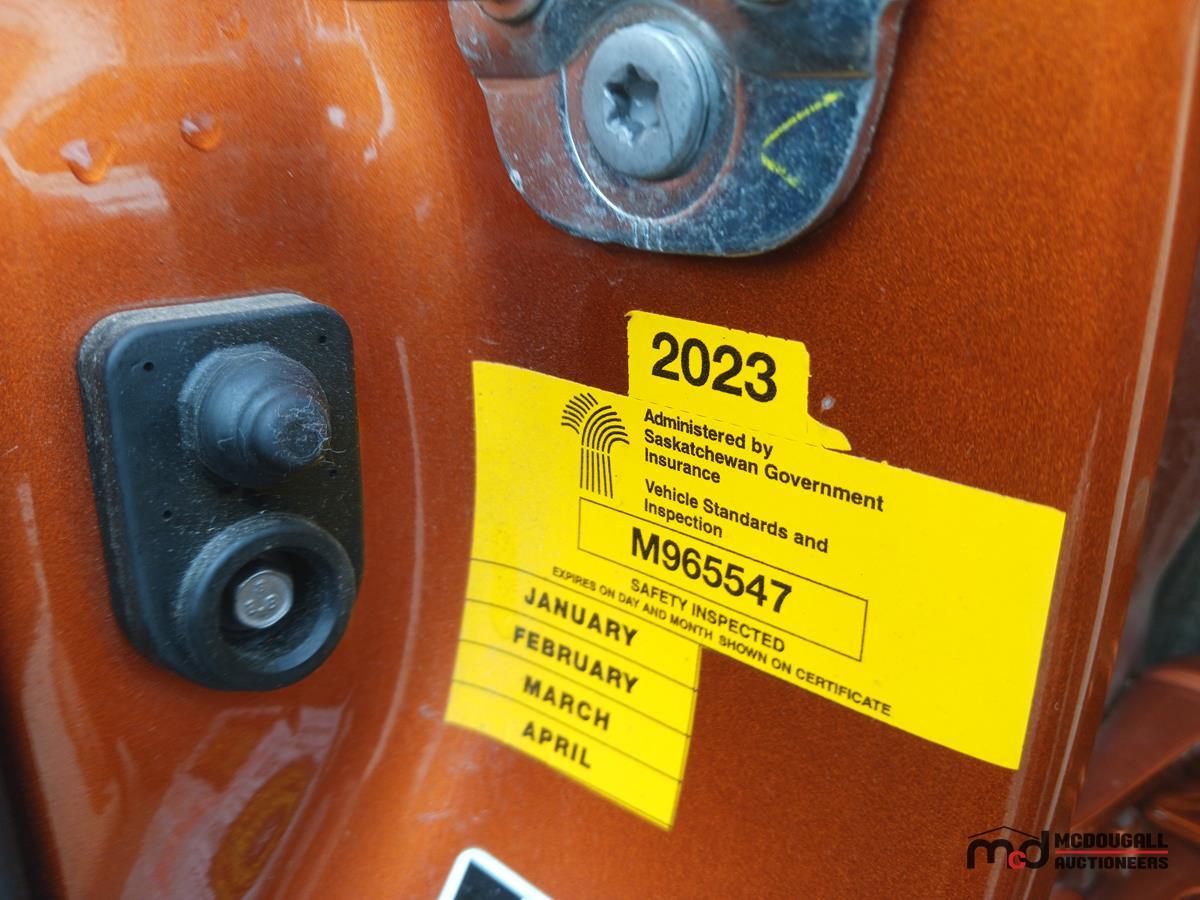 2023
Administered by
Saskatchewan Government
Insurance
Vehicle Standards and
Inspection
M965547
SAFETY INSPECTED
EXPIRES ON DAY AND MONTH SHOWN ON CERTIFICATE
JANUARY
FEBRUARY
MARCH
APRIL
mcd MCDOUGALL
AUCTIONEERS